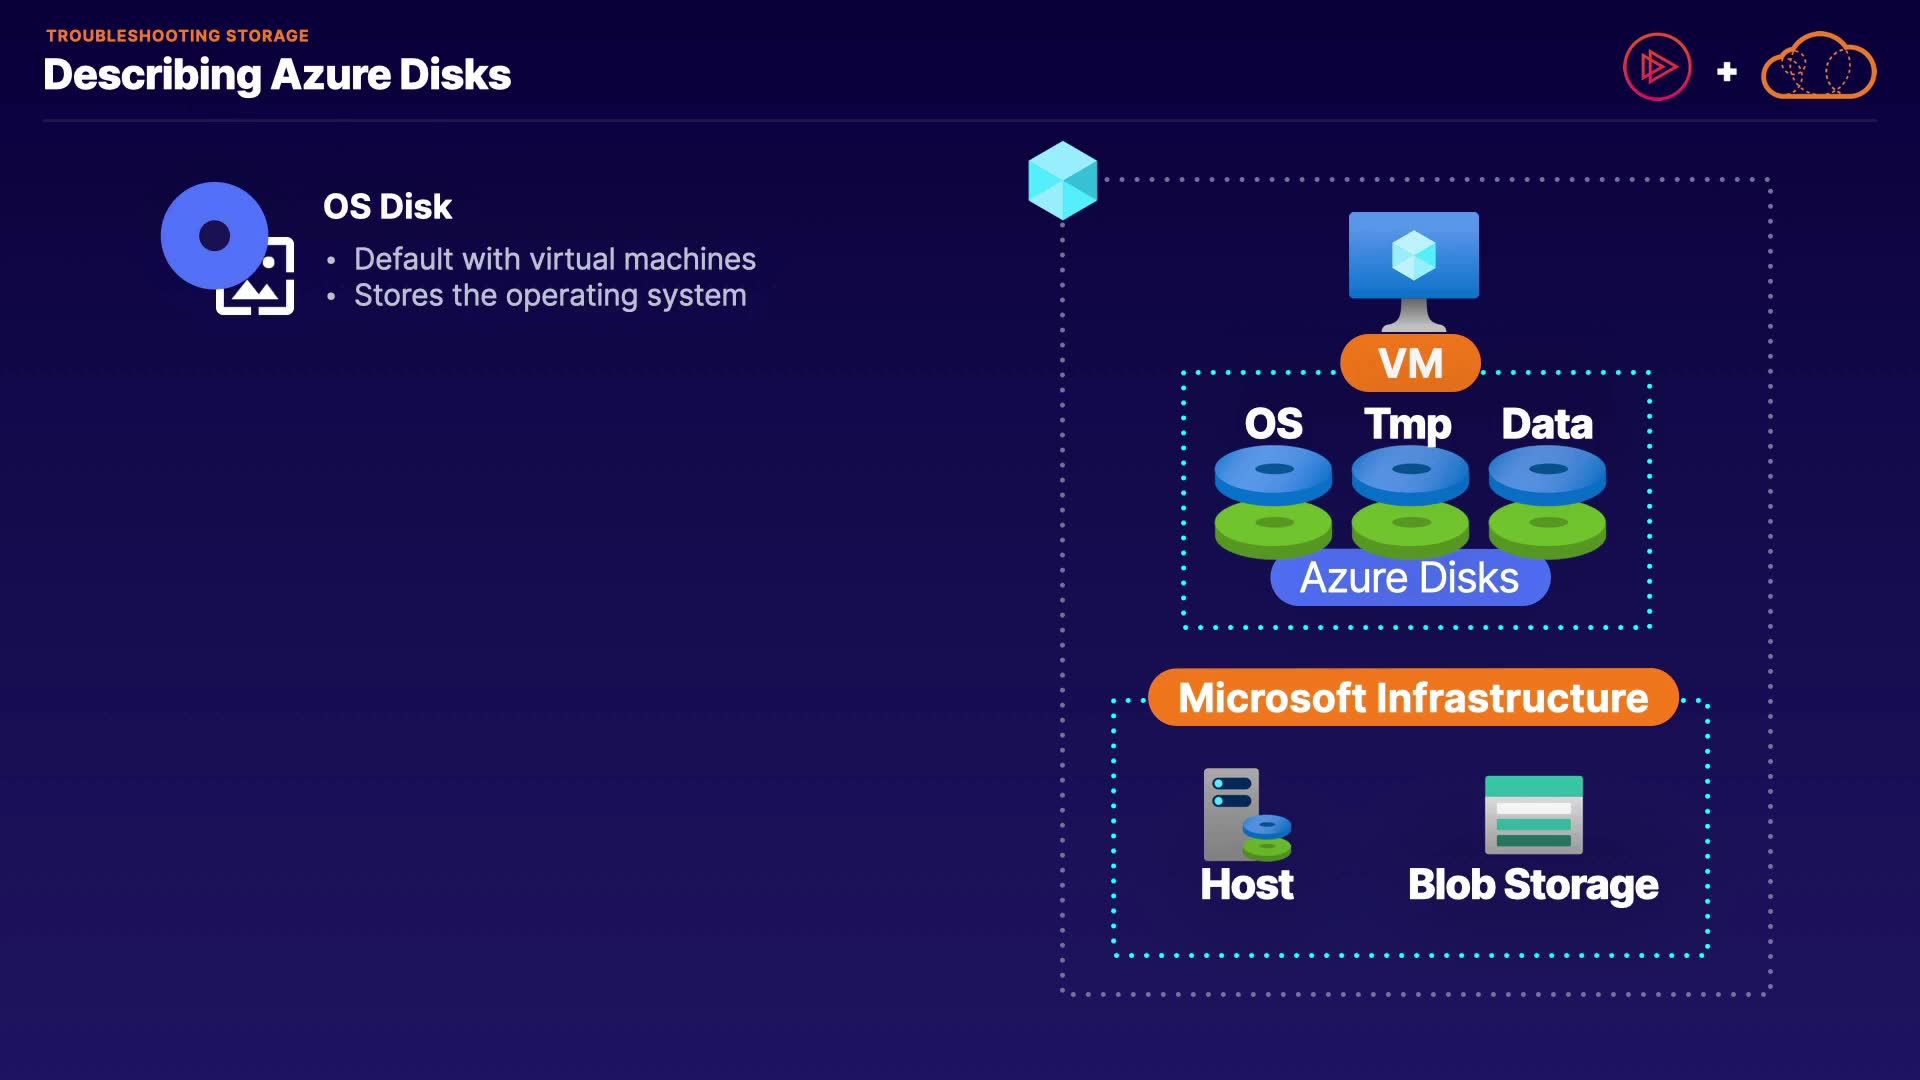 TROUBLESHOOTING STORAGE
Describing Azure Disks
+
OS Disk
• Default with virtual machines
• Stores the operating system
VM
OS Tmp Data
Azure Disks
Microsoft Infrastructure
Host Blob Storage